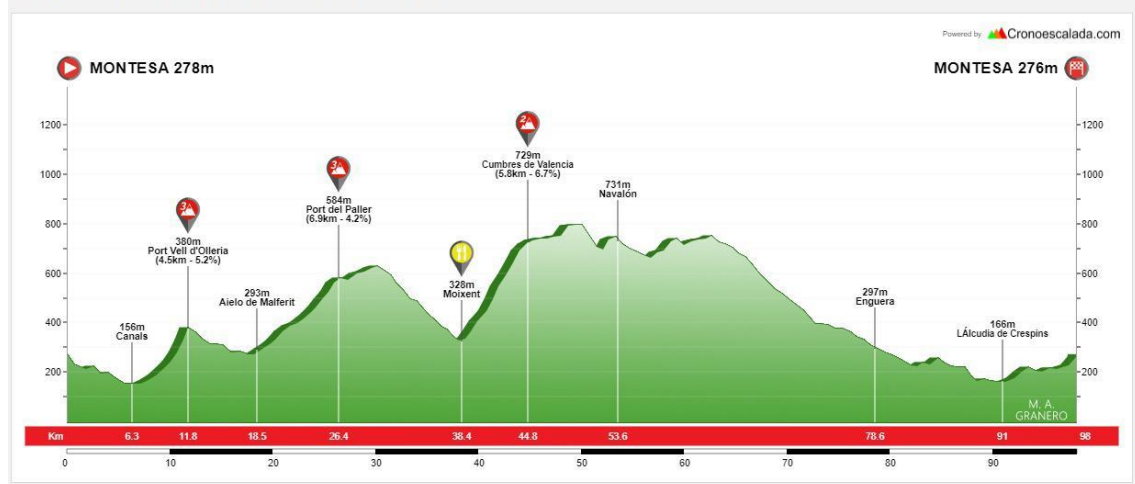 Powered by Cronoescalada.com
MONTESA 278m
MONTESA 276m
1200
1000
800
600
400
200
1200
1000
800
600
400
200
156m
Canals
3ª
380m
Port Vell d'Olleria
(4.5km - 5.2%)
293m
Aielo de Malferit
3ª
584m
Port del Paller
(6.9km - 4.2%)
328m
Moixent
2ª
729m
Cumbres de Valencia
(5.8km - 6.7%)
731m
Navalón
297m
Enguera
166m
LÁlcudia de Crespins
M. A.
GRANERO
Km 6.3 11.8 18.5 26.4 38.4 44.8 53.6 78.6 91 98
0 10 20 30 40 50 60 70 80 90